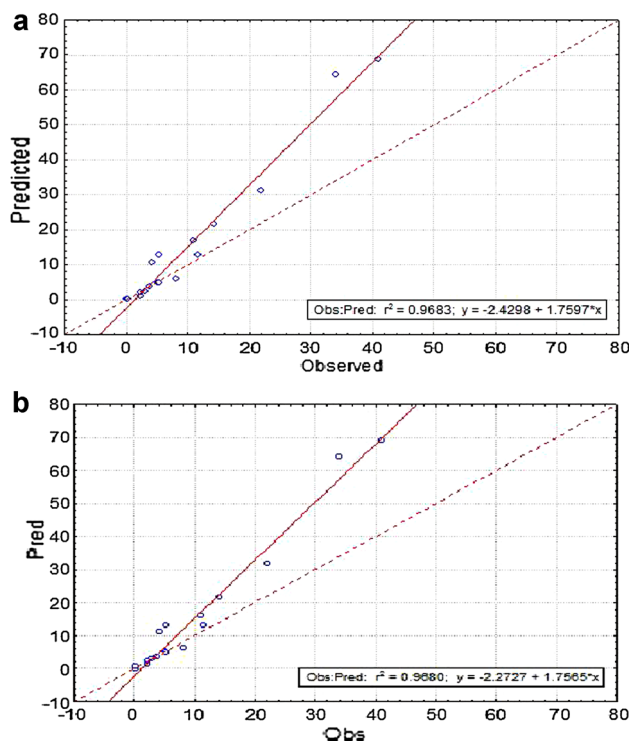 a
80
70
60
50
40
30
20
10
0
-10
Predicted
-10 0 10 20 30 40 50 60 70 80
Observed
Obs:Pred: r² = 0.9683; y = -2.4298 + 1.7597*x
b
80
70
60
50
40
30
20
10
0
-10
Pred
-10 0 10 20 30 40 50 60 70 80
Obs
Obs:Pred: r² = 0.9680; y = -2.2727 + 1.7565*x